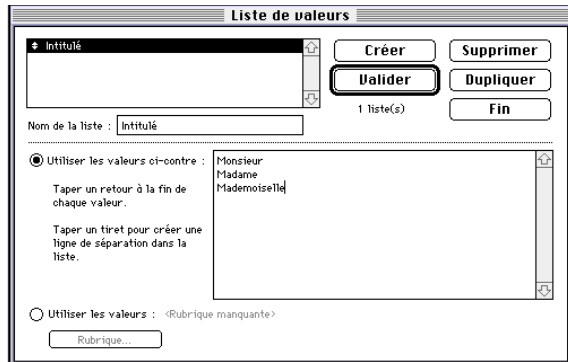 Liste de valeurs
Intitulé
Créer
Supprimer
Valider
Dupliquer
1 liste(s)
Fin
Nom de la liste : Intitulé
Utiliser les valeurs ci-contre :
Taper un retour à la fin de
chaque valeur.
Taper un tiret pour créer une
ligne de séparation dans la
liste.
Monsieur
Madame
Mademoiselle
Utiliser les valeurs : <Rubrique manquante>
Rubrique...